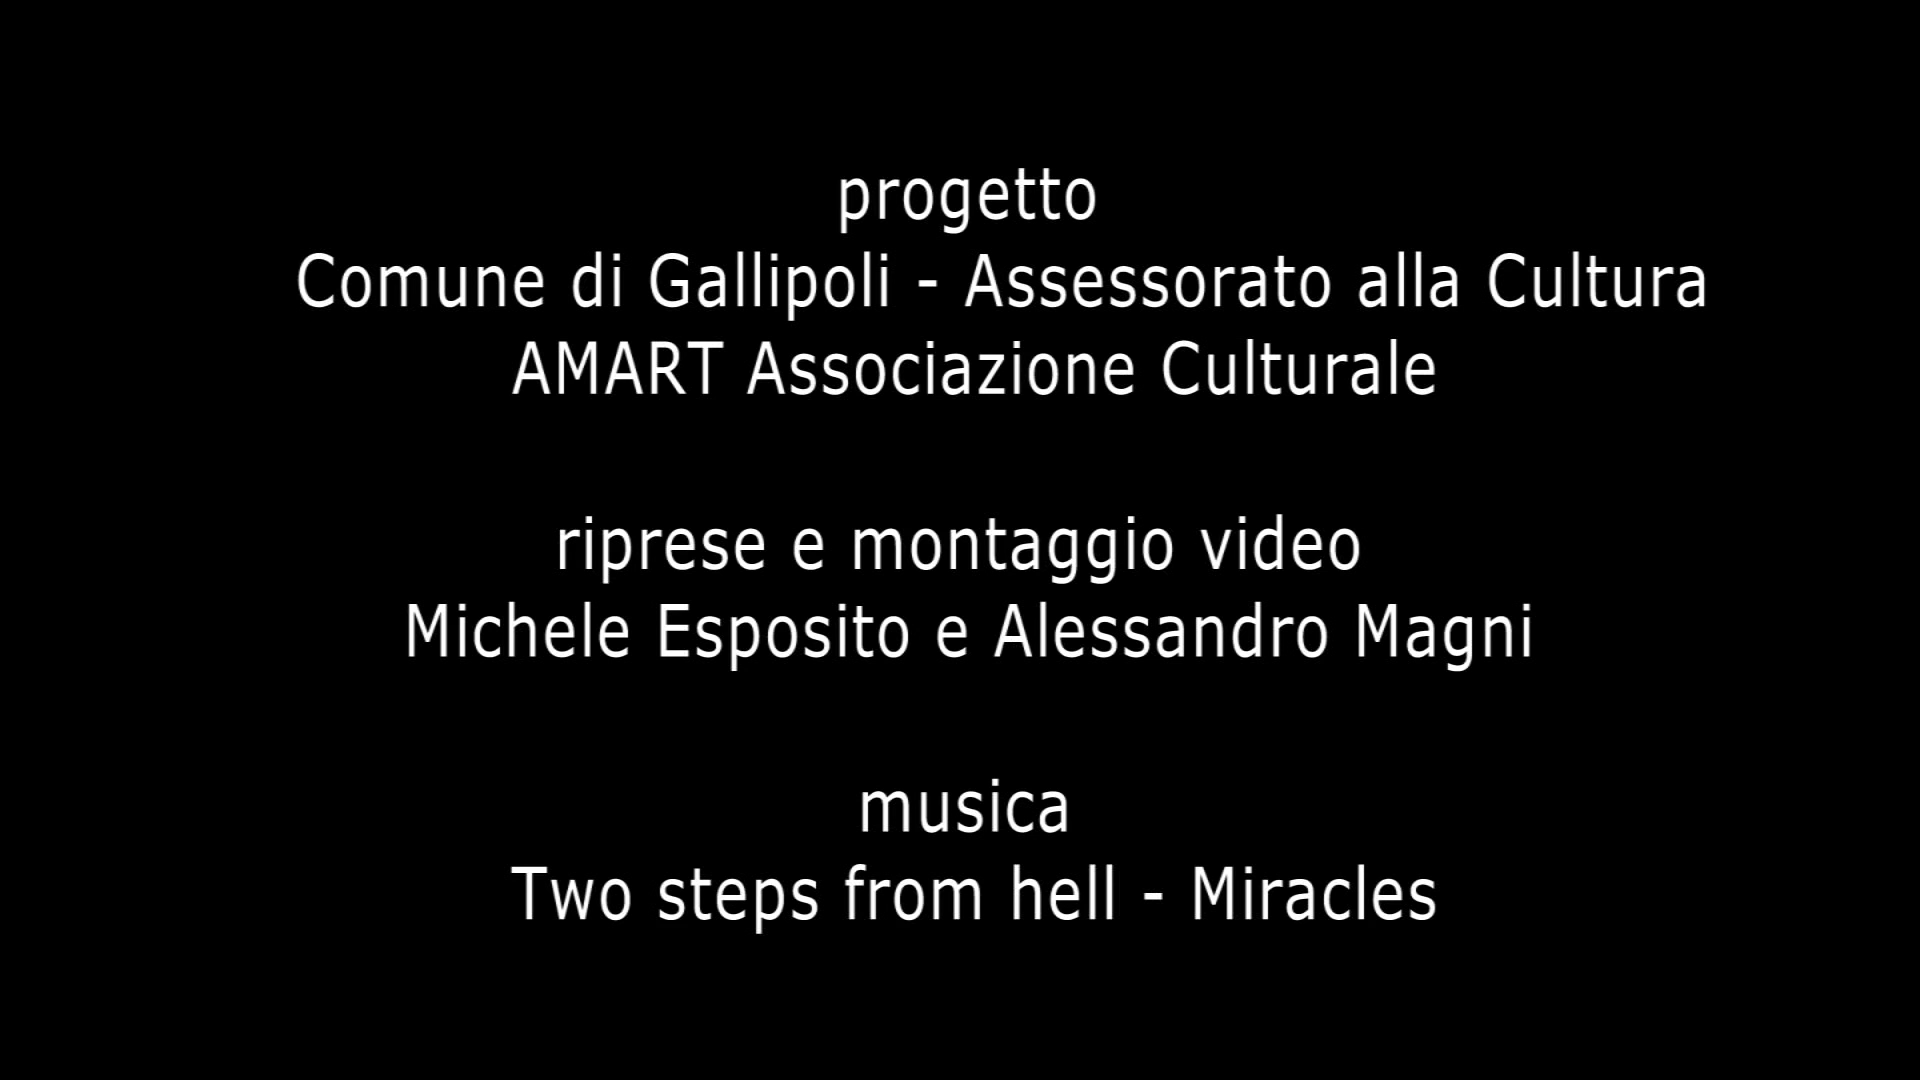 progetto
Comune di Gallipoli - Assessorato alla Cultura
AMART Associazione Culturale
riprese e montaggio video
Michele Esposito e Alessandro Magni
musica
Two steps from hell - Miracles